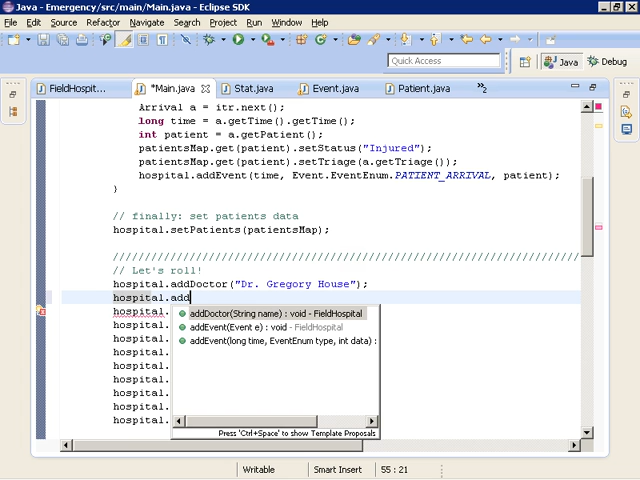 Java - Emergency/src/main/Main.java - Eclipse SDK
File Edit Source Refactor Navigate Search Project Run Window Help
Quick Access
Java
Debug
FieldHospit...
*Main.java
Stat.java
Event.java
Patient.java
»2
Arrival a = itr.next();
long time = a.getTime().getTime();
int patient = a.getPatient();
patientsMap.get(patient).setStatus("Injured");
patientsMap.get(patient).setTriage(a.getTriage());
hospital.addEvent(time, Event.EventEnum.PATIENT_ARRIVAL, patient);
}
// finally: set patients data
hospital.setPatients(patientsMap);
////////////////////////////////////////////////////////////////////////
// Let's roll!
hospital.addDoctor("Dr. Gregory House");
hospital.add
hospital.
addDoctor(String name) : void - FieldHospital
hospital.
addEvent(Event e) : void - FieldHospital
hospital.
addEvent(long time, EventEnum type, int data) :
hospital.
hospital.
hospital.
hospital.
hospital.
hospital.
Press 'Ctrl+Space' to show Template Proposals
Writable
Smart Insert
55 : 21